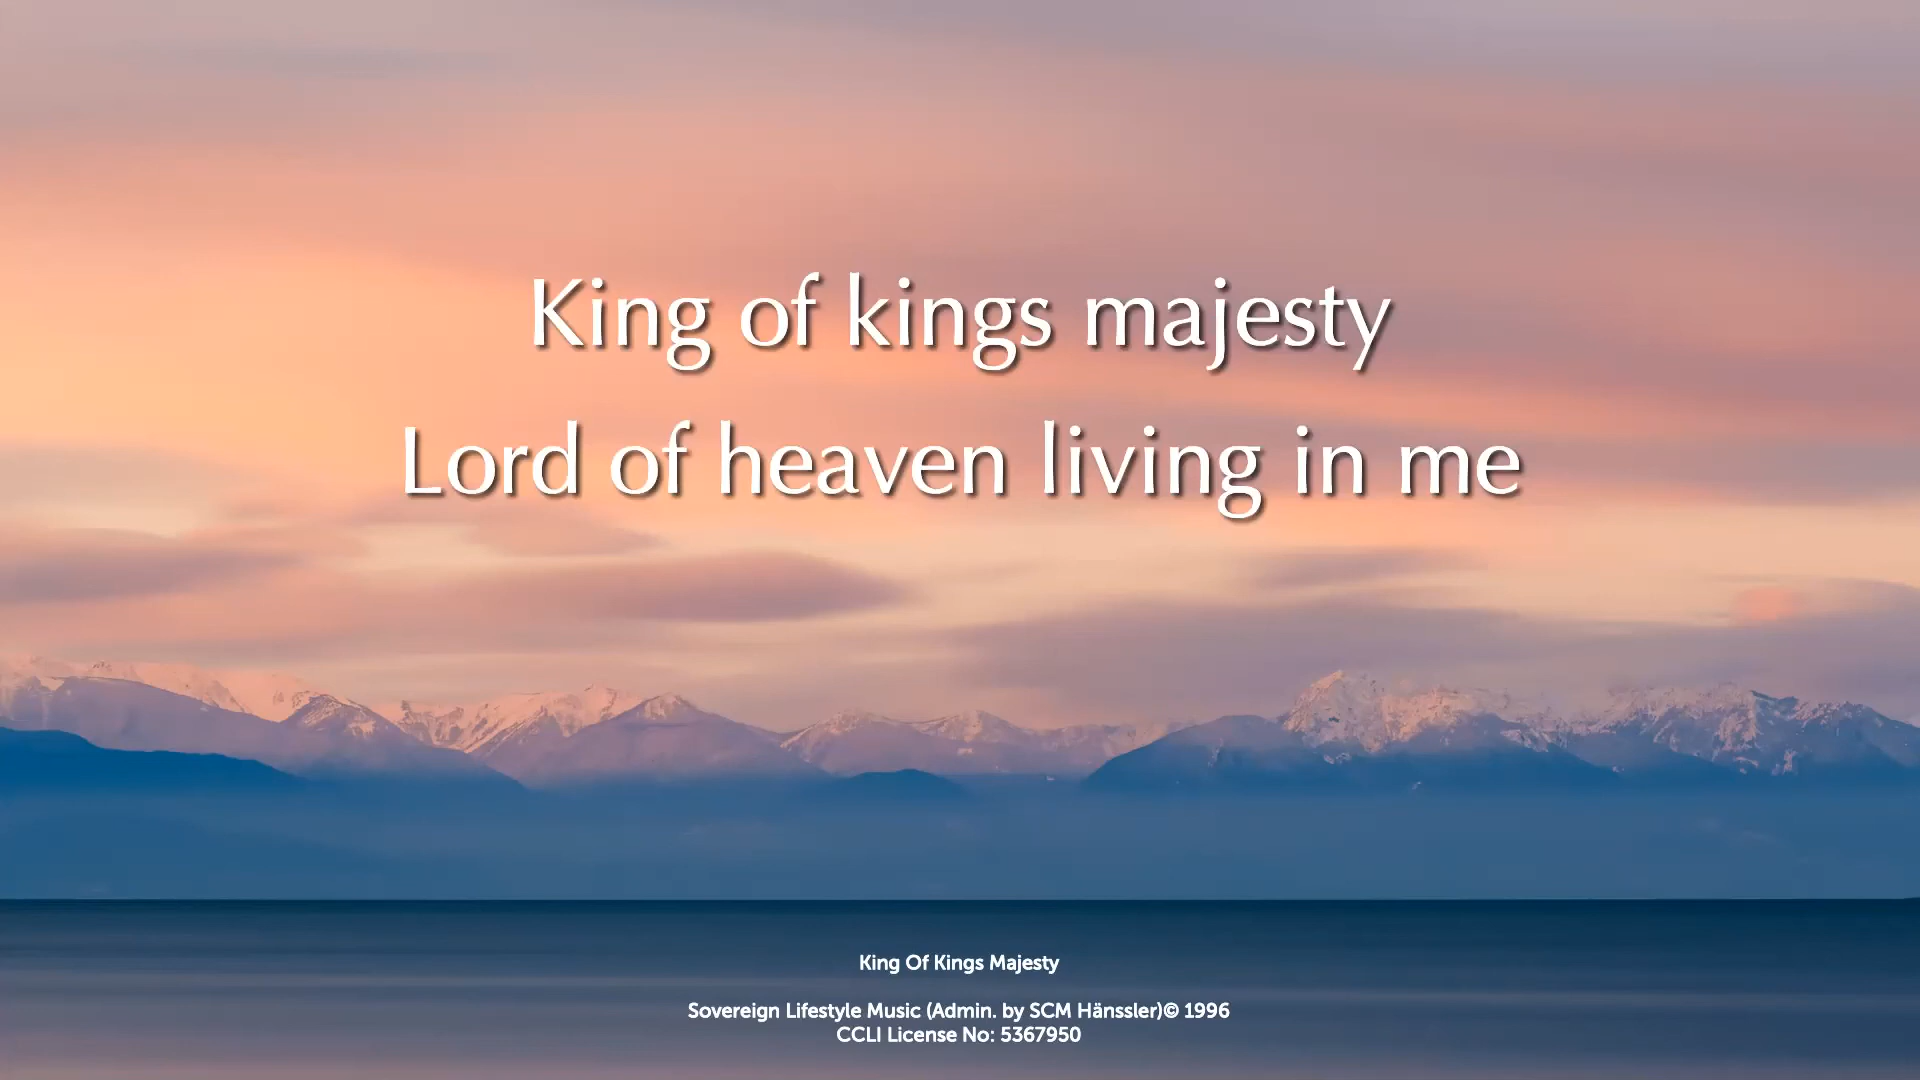 King of kings majesty
Lord of heaven living in me
King Of Kings Majesty
Sovereign Lifestyle Music (Admin. by SCM Hänssler)© 1996
CCLI License No: 5367950